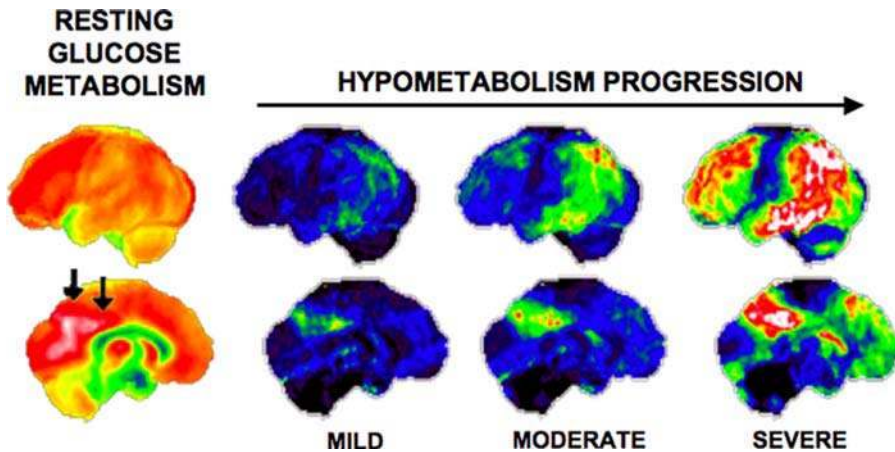 RESTING
GLUCOSE
METABOLISM
HYPOMETABOLISM PROGRESSION
MILD
MODERATE
SEVERE